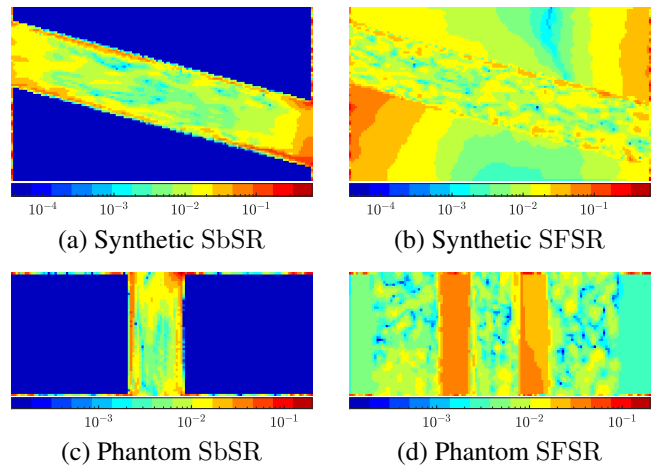 10⁻⁴ 10⁻³ 10⁻² 10⁻¹
10⁻⁴ 10⁻³ 10⁻² 10⁻¹
(a) Synthetic SbSR
(b) Synthetic SFSR
10⁻³ 10⁻² 10⁻¹
10⁻³ 10⁻² 10⁻¹
(c) Phantom SbSR
(d) Phantom SFSR